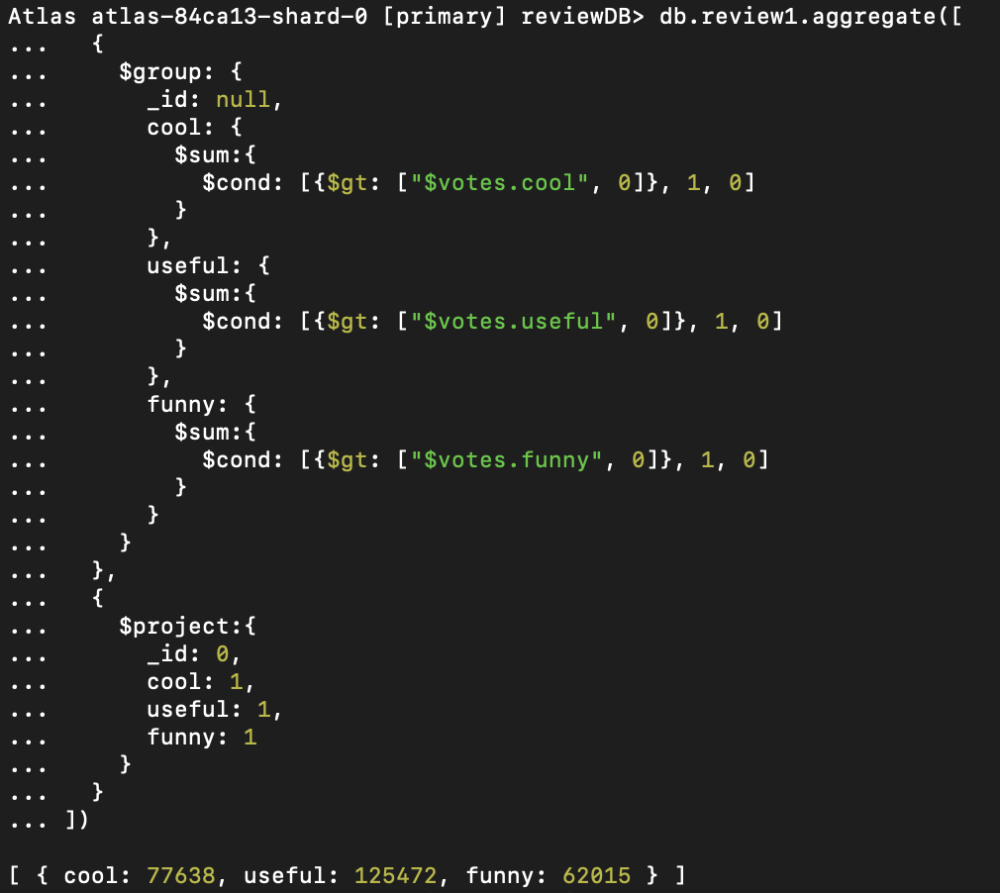 Atlas atlas-84ca13-shard-0 [primary] reviewDB> db.review1.aggregate([
...   {
...     $group: {
...       _id: null,
...       cool: {
...         $sum:{
...           $cond: [{$gt: ["$votes.cool", 0]}, 1, 0]
...         }
...       },
...       useful: {
...         $sum:{
...           $cond: [{$gt: ["$votes.useful", 0]}, 1, 0]
...         }
...       },
...       funny: {
...         $sum:{
...           $cond: [{$gt: ["$votes.funny", 0]}, 1, 0]
...         }
...       }
...     }
...   },
...   {
...     $project:{
...       _id: 0,
...       cool: 1,
...       useful: 1,
...       funny: 1
...     }
...   }
... ])
[ { cool: 77638, useful: 125472, funny: 62015 } ]